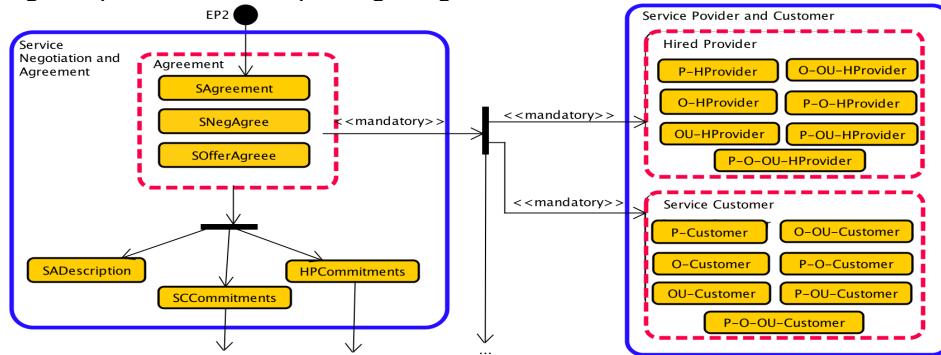 EP2
Service
Negotiation and
Agreement
Agreement
SAgreement
SNegAgree
SOfferAgreee
<<mandatory>>
SADescription
HPCommitments
SCCommitments
...
<<mandatory>>
<<mandatory>>
Service Povider and Customer
Hired Provider
P-HProvider
O-OU-HProvider
O-HProvider
P-O-HProvider
OU-HProvider
P-OU-HProvider
P-O-OU-HProvider
Service Customer
P-Customer
O-OU-Customer
O-Customer
P-O-Customer
OU-Customer
P-OU-Customer
P-O-OU-Customer